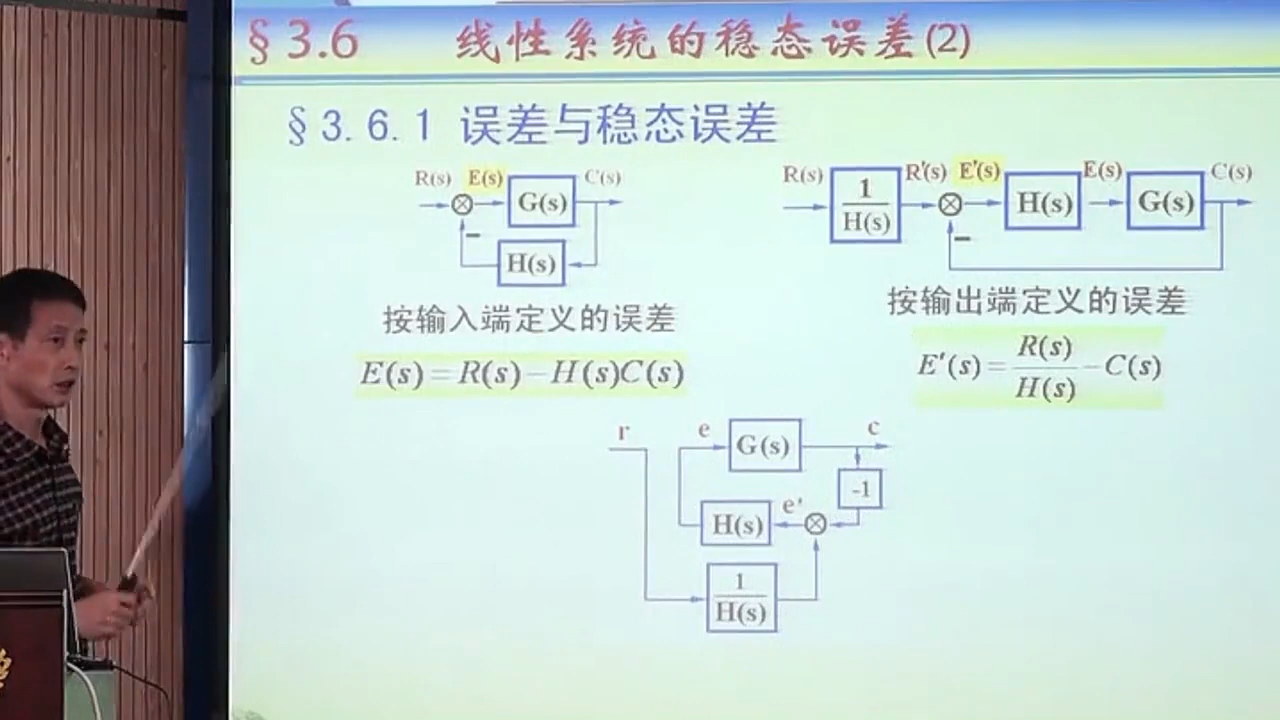 §3.6 线性系统的稳态误差(2)
§3.6.1 误差与稳态误差
R(s) E(s) G(s) C(s)
H(s)
R(s) 1/H(s) R'(s) E'(s) H(s) E(s) G(s) C(s)
按输入端定义的误差
E(s)=R(s)-H(s)C(s)
按输出端定义的误差
E'(s)=R(s)/H(s)-C(s)
r e G(s) c
-1
H(s) e'
1/H(s)